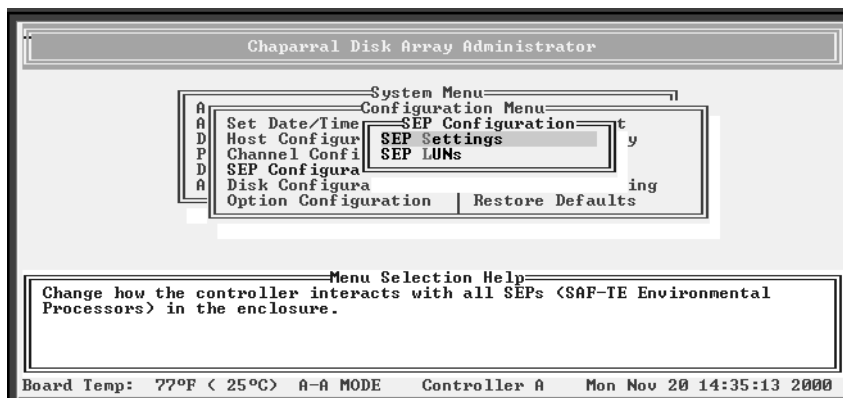 Chaparral Disk Array Administrator
System Menu
A Configuration Menu
A Set Date/Time SEP Configuration t
D Host Configur SEP Settings y
P Channel Confi SEP LUNs
D SEP Configura
A Disk Configura ing
Option Configuration | Restore Defaults
Menu Selection Help
Change how the controller interacts with all SEPs (SAF-TE Environmental
Processors) in the enclosure.
Board Temp: 77°F ( 25°C) A-A MODE Controller A Mon Nov 20 14:35:13 2000